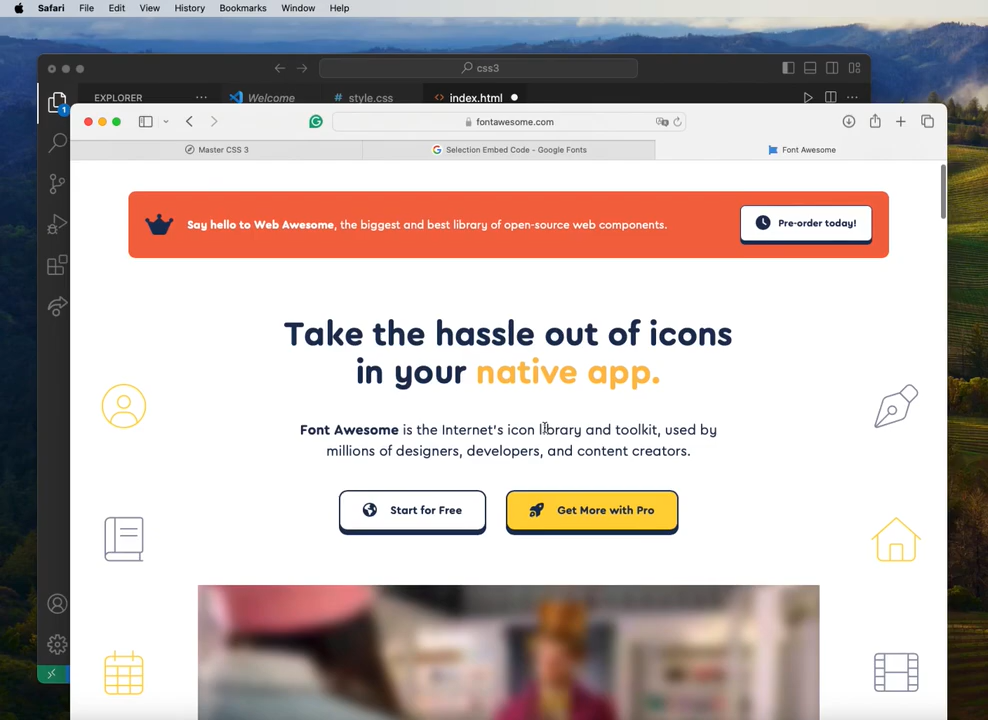 Safari File Edit View History Bookmarks Window Help
css3
EXPLORER
Welcome
style.css
index.html
1
fontawesome.com
Master CSS 3
Selection Embed Code - Google Fonts
Font Awesome
Say hello to Web Awesome, the biggest and best library of open-source web components.
Pre-order today!
Take the hassle out of icons
in your native app.
Font Awesome is the Internet's icon library and toolkit, used by
millions of designers, developers, and content creators.
Start for Free
Get More with Pro